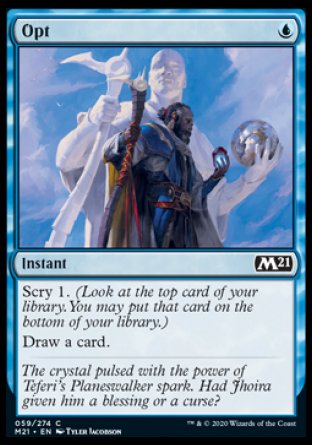 Opt
Instant
M21
Scry 1. (Look at the top card of your
library.You may put that card on the
bottom of your library.)
Draw a card.
The crystal pulsed with the power of
Teferi's Planeswalker spark. Had Jhoira
given him a blessing or a curse?
059/274 C
M21 • EN Tyler Jacobson
™ & © 2020 Wizards of the Coast